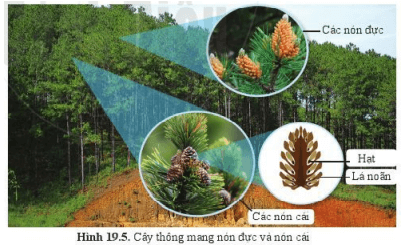 Các nón đực
Hạt
Lá noãn
Các nón cái
Hình 19.5. Cây thông mang nón đực và nón cái